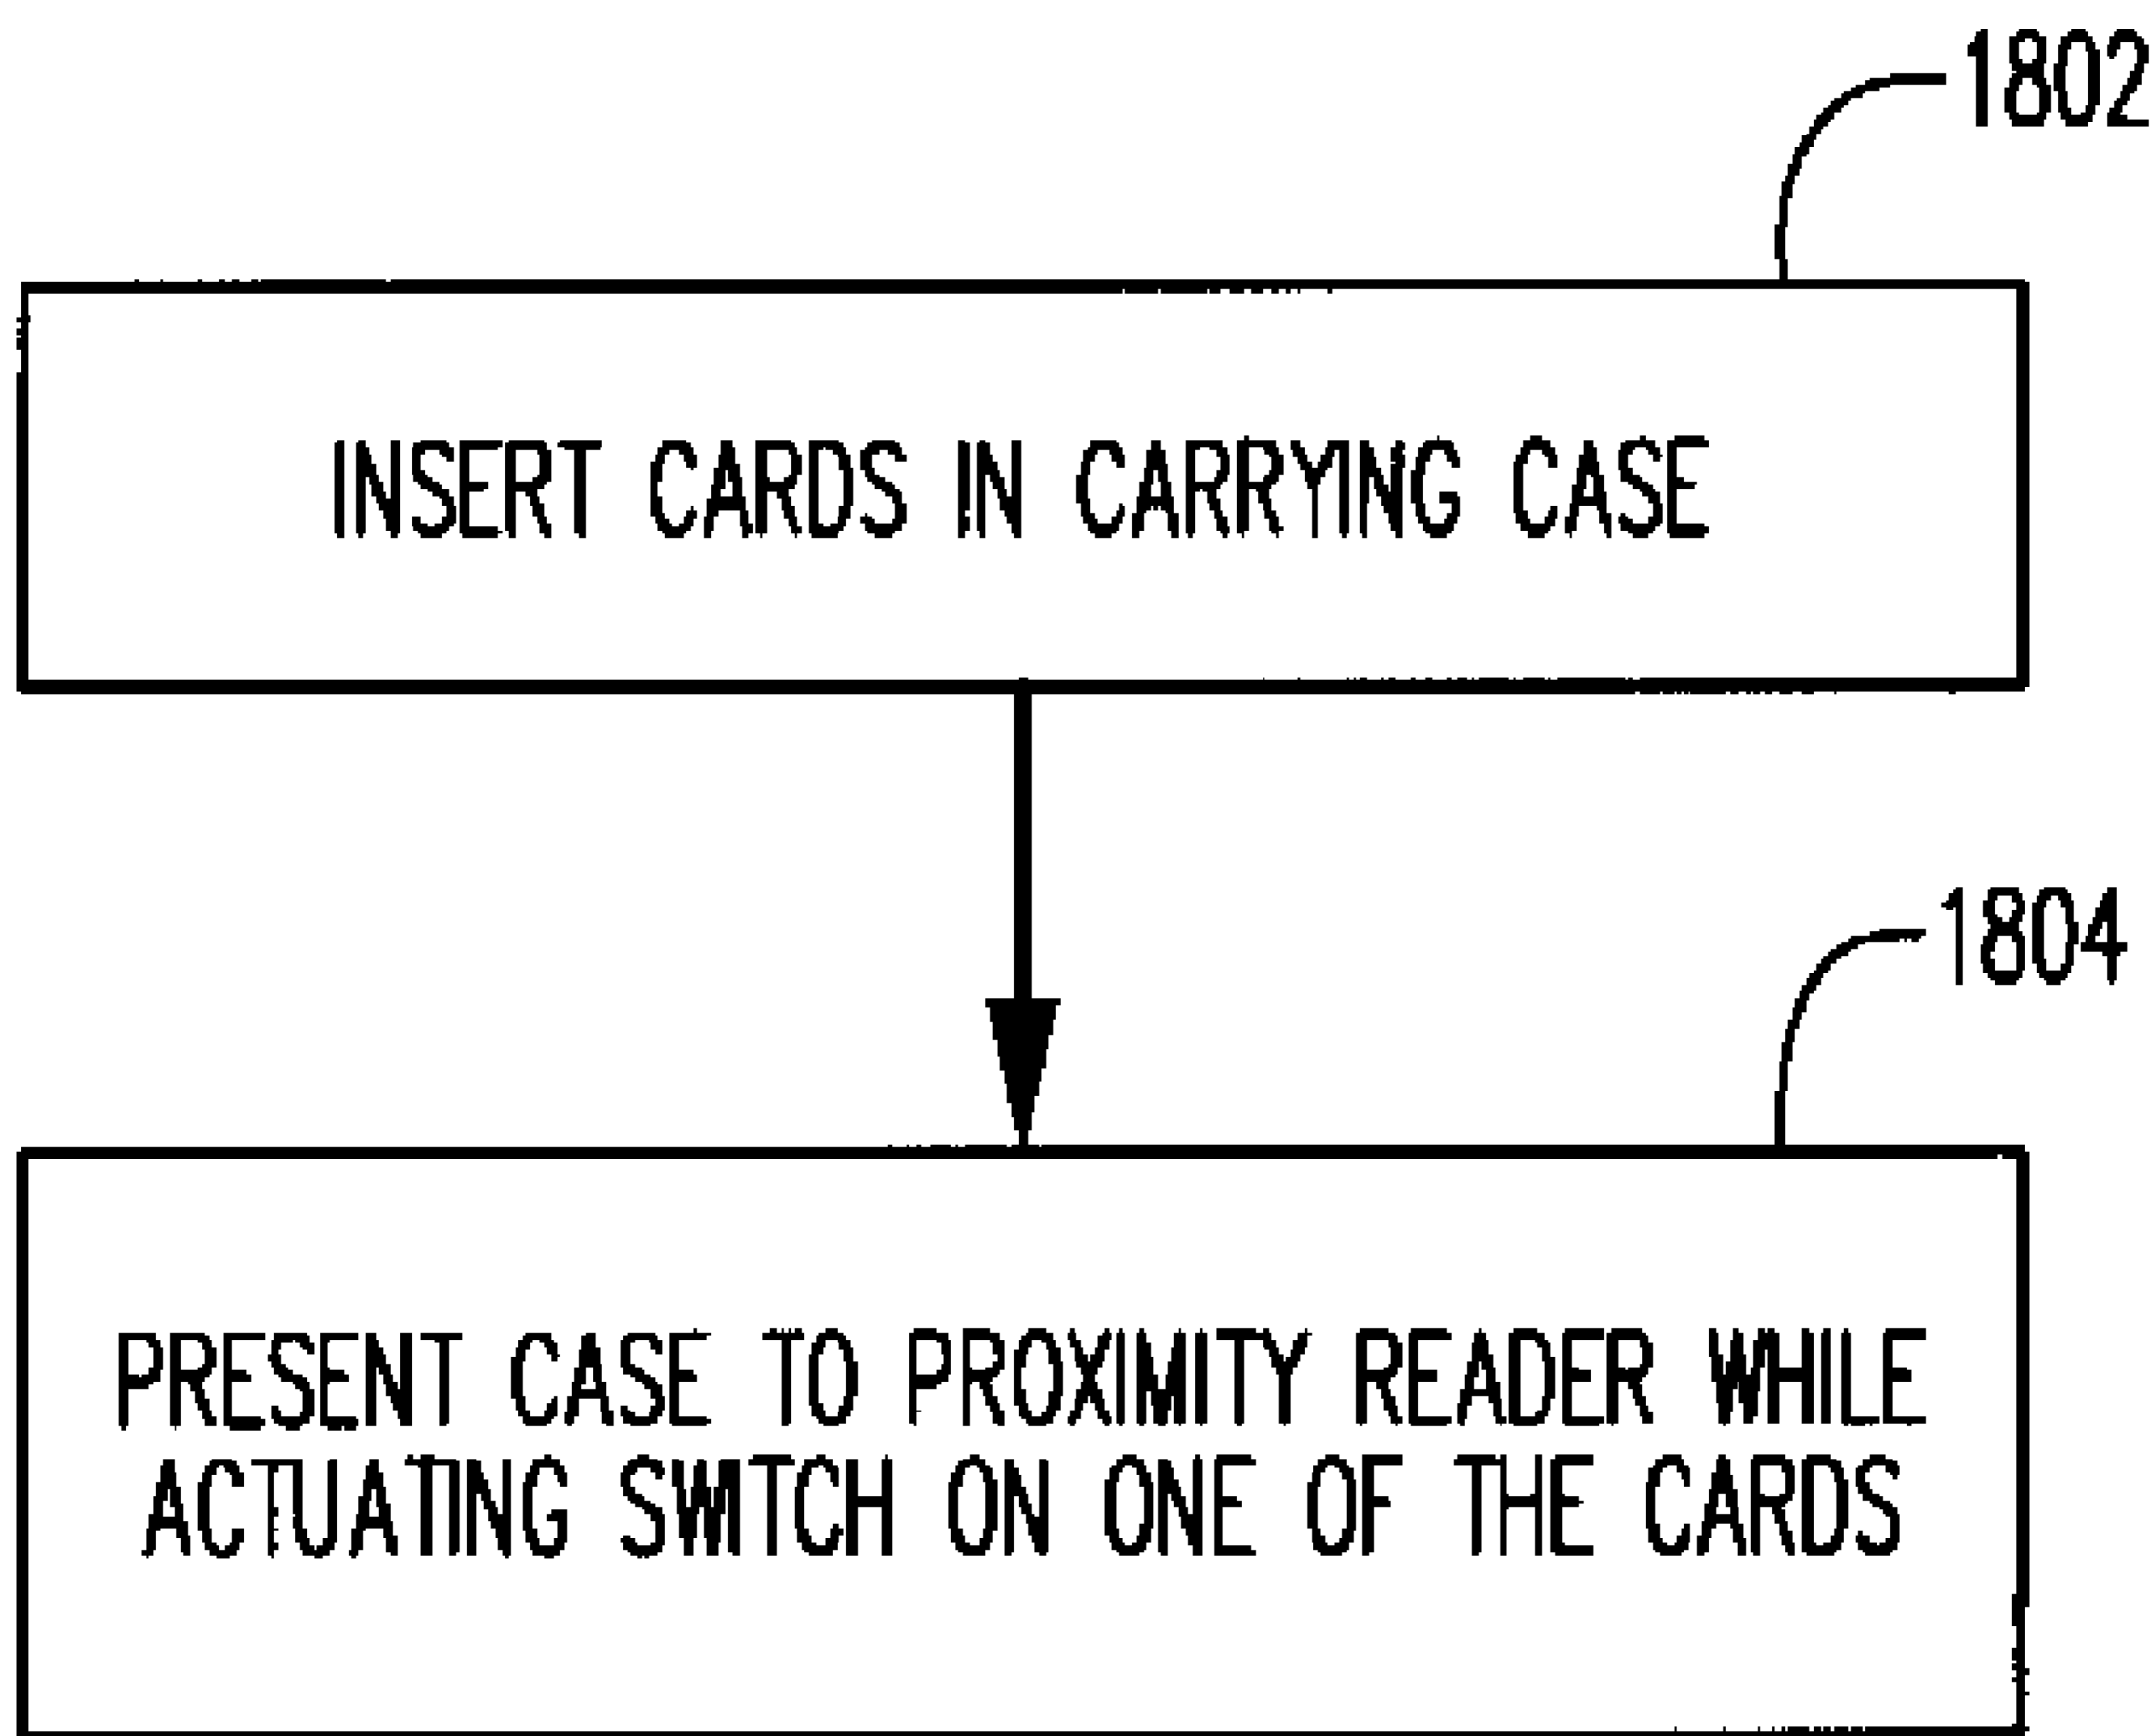 1802
INSERT CARDS IN CARRYING CASE
1804
PRESENT CASE TO PROXIMITY READER WHILE
ACTUATING SWITCH ON ONE OF THE CARDS